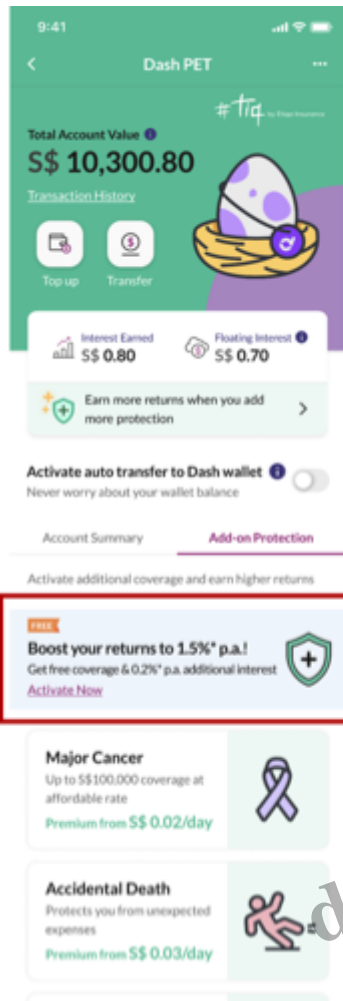 9:41
Dash PET
#tiq by Etiqa Insurance
Total Account Value
S$ 10,300.80
Transaction History
Top up Transfer
Interest Earned
S$ 0.80
Floating Interest
S$ 0.70
Earn more returns when you add
more protection
Activate auto transfer to Dash wallet
Never worry about your wallet balance
Account Summary Add-on Protection
Activate additional coverage and earn higher returns
FREE
Boost your returns to 1.5%* p.a.!
Get free coverage & 0.2%* p.a. additional interest
Activate Now
Major Cancer
Up to S$100,000 coverage at
affordable rate
Premium from S$ 0.02/day
Accidental Death
Protects you from unexpected
expenses
Premium from S$ 0.03/day
d